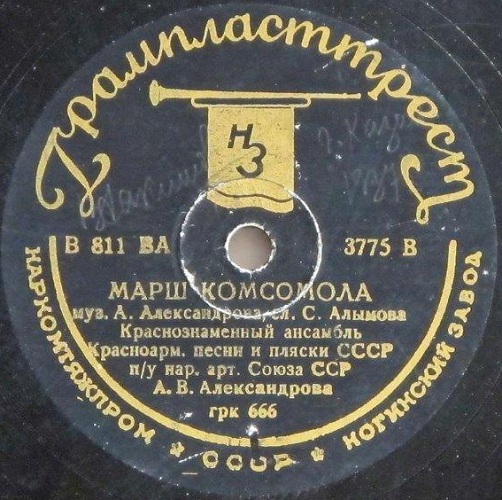 Грампласттрест
НЗ
В 811 ВА
3775 В
МАРШ КОМСОМОЛА
муз. А. Александрова, сл. С. Алымова
Краснознаменный ансамбль
Красноарм. песни и пляски СССР
п/у нар. арт. Союза ССР
А. В. Александрова
грк 666
НАРКОМТЯЖПРОМ ★ СССР ★ НОГИНСКИЙ ЗАВОД